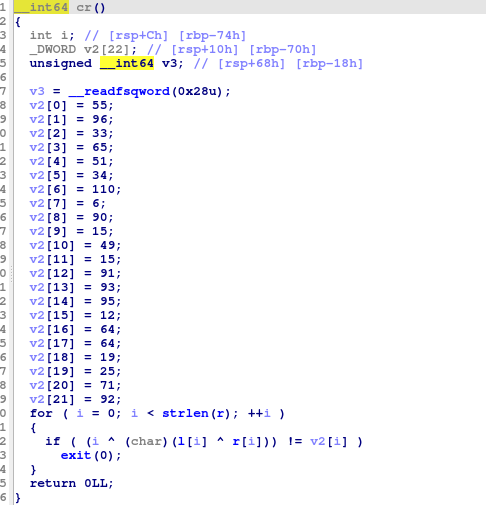 1 __int64 cr()
2 {
3 int i; // [rsp+Ch] [rbp-74h]
4 _DWORD v2[22]; // [rsp+10h] [rbp-70h]
5 unsigned __int64 v3; // [rsp+68h] [rbp-18h]
6
7 v3 = __readfsqword(0x28u);
8 v2[0] = 55;
9 v2[1] = 96;
0 v2[2] = 33;
1 v2[3] = 65;
2 v2[4] = 51;
3 v2[5] = 34;
4 v2[6] = 110;
5 v2[7] = 6;
6 v2[8] = 90;
7 v2[9] = 15;
8 v2[10] = 49;
9 v2[11] = 15;
0 v2[12] = 91;
1 v2[13] = 93;
2 v2[14] = 95;
3 v2[15] = 12;
4 v2[16] = 64;
5 v2[17] = 64;
6 v2[18] = 19;
7 v2[19] = 25;
8 v2[20] = 71;
9 v2[21] = 92;
0 for ( i = 0; i < strlen(r); ++i )
1 {
2 if ( (i ^ (char)(l[i] ^ r[i])) != v2[i] )
3 exit(0);
4 }
5 return 0LL;
6 }